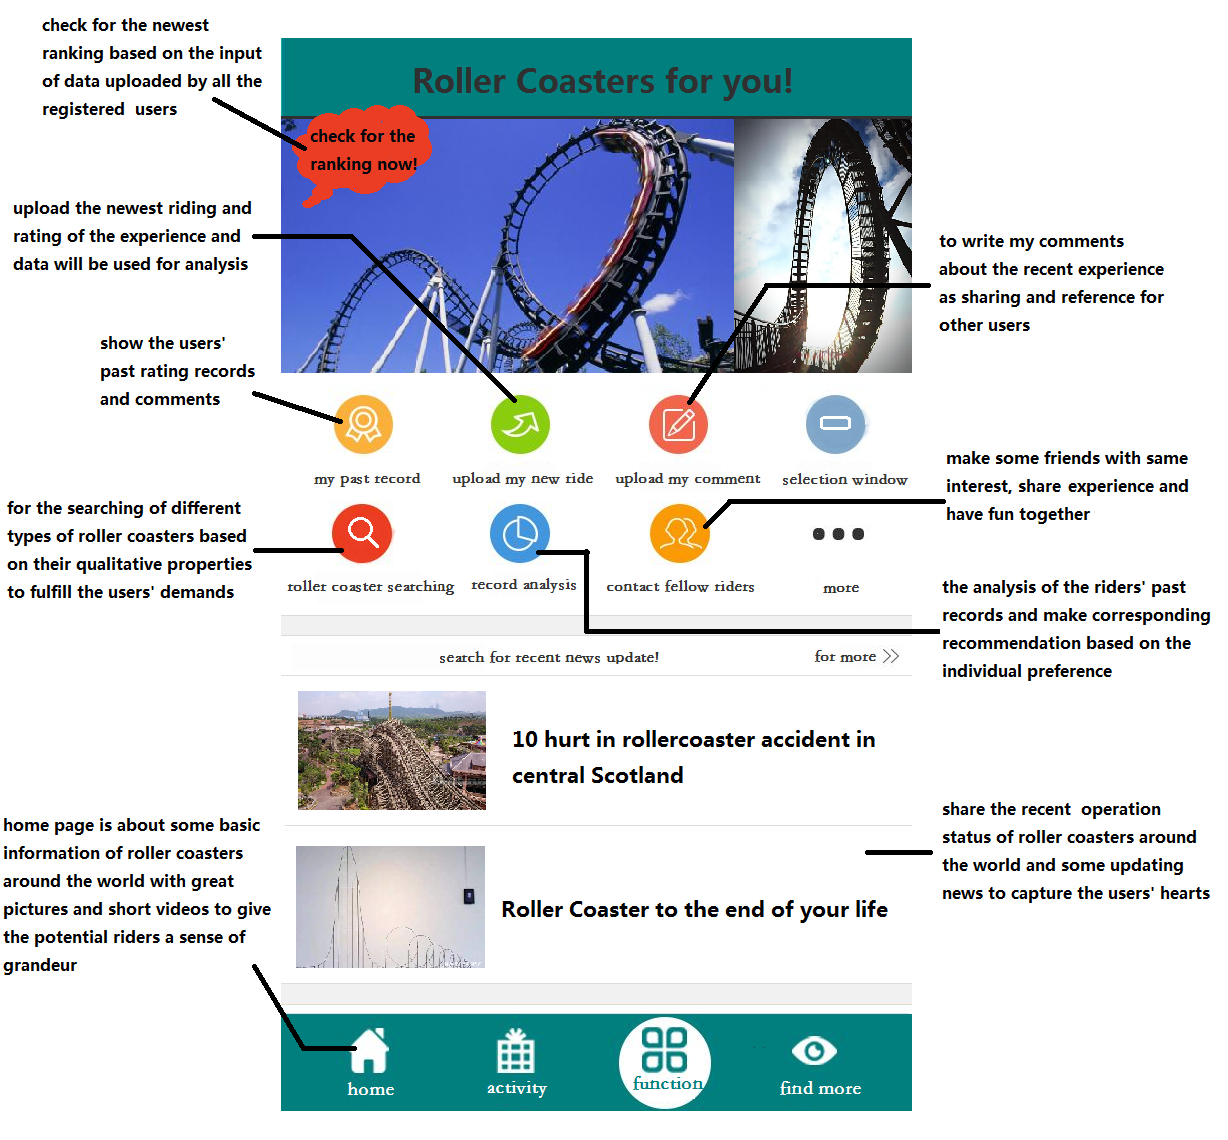 check for the newest
ranking based on the input
of data uploaded by all the
registered users
Roller Coasters for you!
check for the
ranking now!
upload the newest riding and
rating of the experience and
data will be used for analysis
to write my comments
about the recent experience
as sharing and reference for
other users
show the users'
past rating records
and comments
my past record
upload my new ride
upload my comment
selection window
make some friends with same
interest, share experience and
have fun together
for the searching of different
types of roller coasters based
on their qualitative properties
to fulfill the users' demands
roller coaster searching
record analysis
contact fellow riders
more
the analysis of the riders' past
records and make corresponding
recommendation based on the
individual preference
search for recent news update!
for more >>
10 hurt in rollercoaster accident in
central Scotland
share the recent operation
status of roller coasters around
the world and some updating
news to capture the users' hearts
home page is about some basic
information of roller coasters
around the world with great
pictures and short videos to give
the potential riders a sense of
grandeur
Roller Coaster to the end of your life
home
activity
function
find more